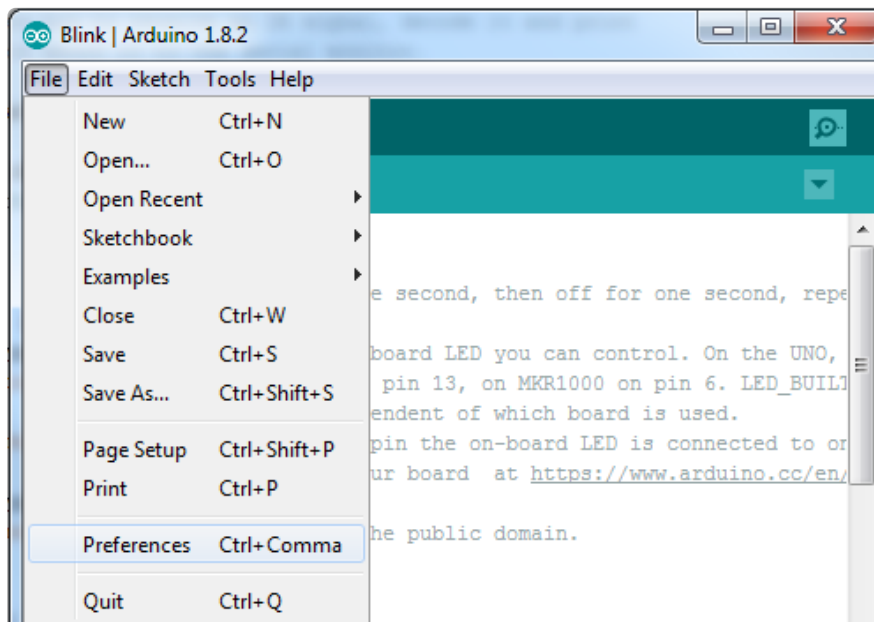 Blink | Arduino 1.8.2
File Edit Sketch Tools Help
New Ctrl+N
Open... Ctrl+O
Open Recent
Sketchbook
Examples
Close Ctrl+W
Save Ctrl+S
Save As... Ctrl+Shift+S
Page Setup Ctrl+Shift+P
Print Ctrl+P
Preferences Ctrl+Comma
Quit Ctrl+Q
e second, then off for one second, repe
board LED you can control. On the UNO,
pin 13, on MKR1000 on pin 6. LED_BUILT
endent of which board is used.
pin the on-board LED is connected to on
ur board at https://www.arduino.cc/en/
he public domain.